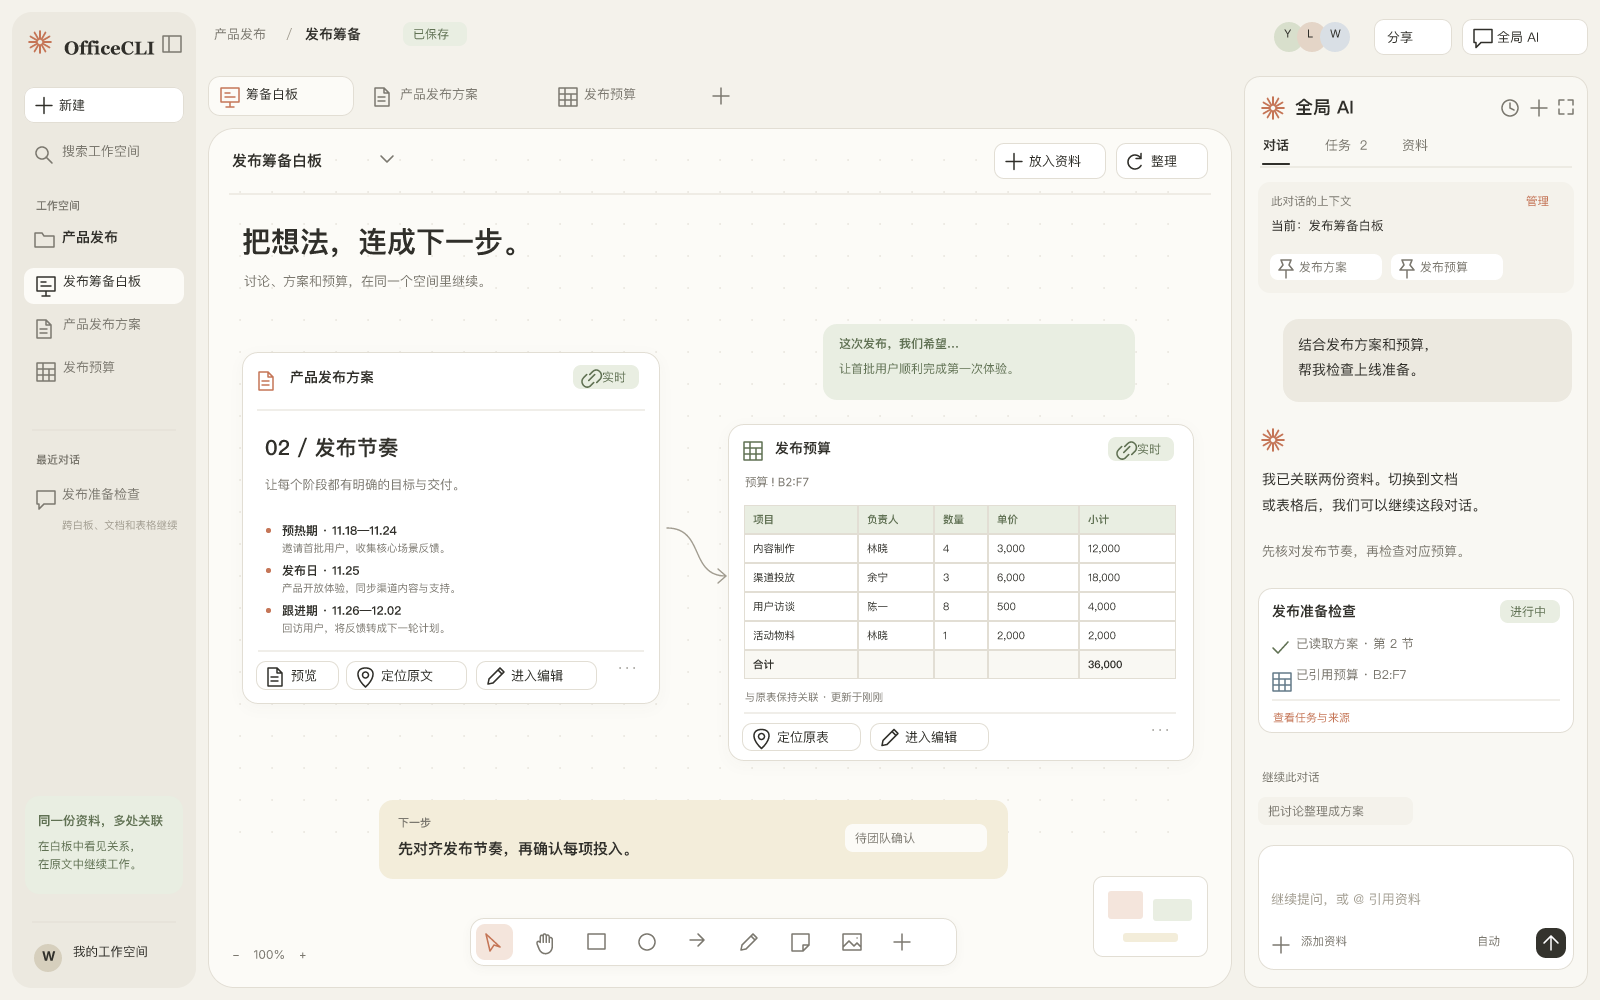 OfficeCLI
新建
搜索工作空间
工作空间
产品发布
发布筹备白板
产品发布方案
发布预算
最近对话
发布准备检查
跨白板、文档和表格继续
同一份资料，多处关联
在白板中看见关系，
在原文中继续工作。
W 我的工作空间
产品发布 / 发布筹备 已保存
Y L W 分享 全局 AI
筹备白板 产品发布方案 发布预算
发布筹备白板
放入资料 整理
把想法，连成下一步。
讨论、方案和预算，在同一个空间里继续。
产品发布方案 实时
02 / 发布节奏
让每个阶段都有明确的目标与交付。
预热期 · 11.18—11.24
邀请首批用户，收集核心场景反馈。
发布日 · 11.25
产品开放体验，同步渠道内容与支持。
跟进期 · 11.26—12.02
回访用户，将反馈转成下一轮计划。
预览 定位原文 进入编辑 ···
这次发布，我们希望…
让首批用户顺利完成第一次体验。
发布预算 实时
预算 ! B2:F7
项目 负责人 数量 单价 小计
内容制作 林晓 4 3,000 12,000
渠道投放 余宁 3 6,000 18,000
用户访谈 陈一 8 500 4,000
活动物料 林晓 1 2,000 2,000
合计 36,000
与原表保持关联 · 更新于刚刚
定位原表 进入编辑 ···
下一步
先对齐发布节奏，再确认每项投入。
待团队确认
− 100% +
全局 AI
对话 任务 2 资料
此对话的上下文 管理
当前：发布筹备白板
发布方案 发布预算
结合发布方案和预算，
帮我检查上线准备。
我已关联两份资料。切换到文档
或表格后，我们可以继续这段对话。
先核对发布节奏，再检查对应预算。
发布准备检查 进行中
已读取方案 · 第 2 节
已引用预算 · B2:F7
查看任务与来源
继续此对话
把讨论整理成方案
继续提问，或 @ 引用资料
添加资料 自动